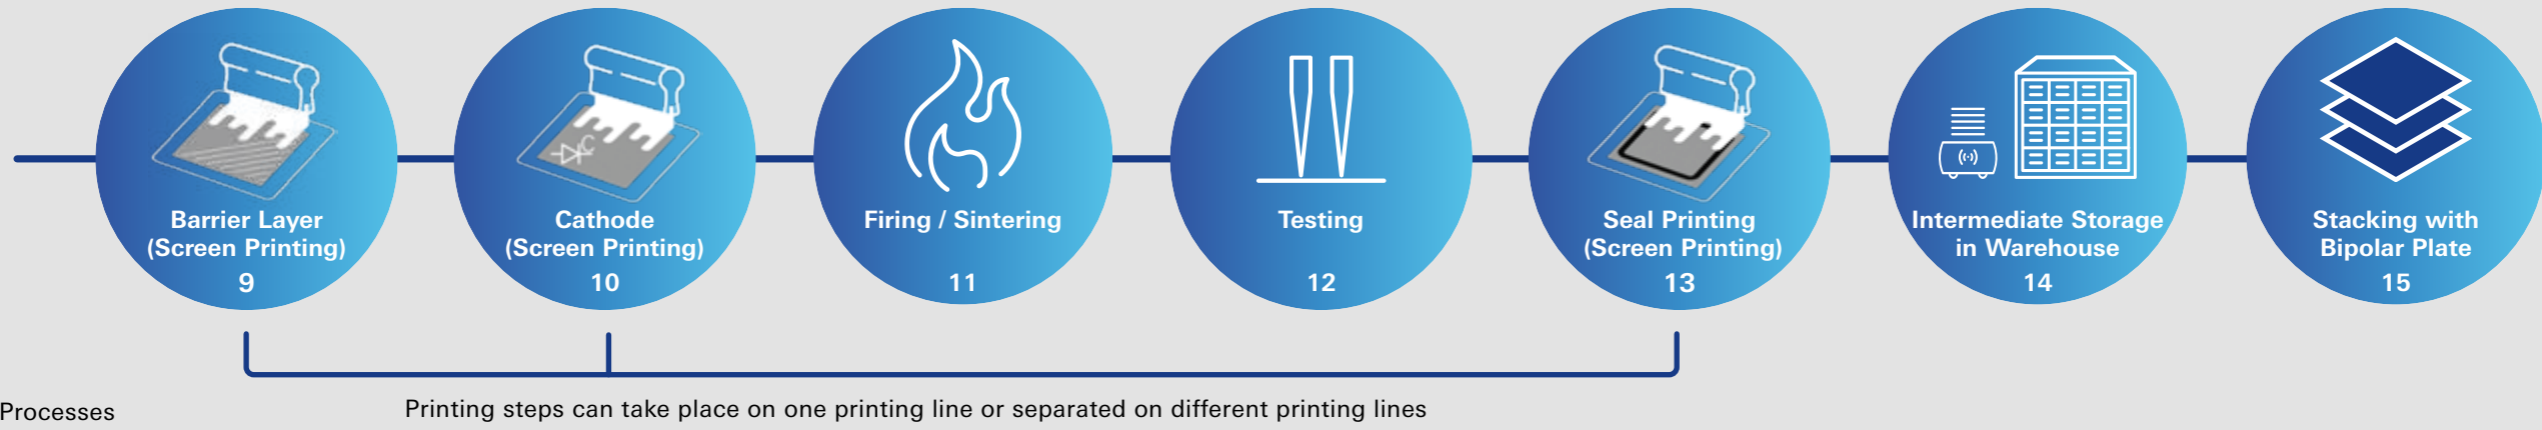 Barrier Layer
(Screen Printing)
9
Cathode
(Screen Printing)
10
Firing / Sintering
11
Testing
12
Seal Printing
(Screen Printing)
13
Intermediate Storage
in Warehouse
14
Stacking with
Bipolar Plate
15
Processes
Printing steps can take place on one printing line or separated on different printing lines